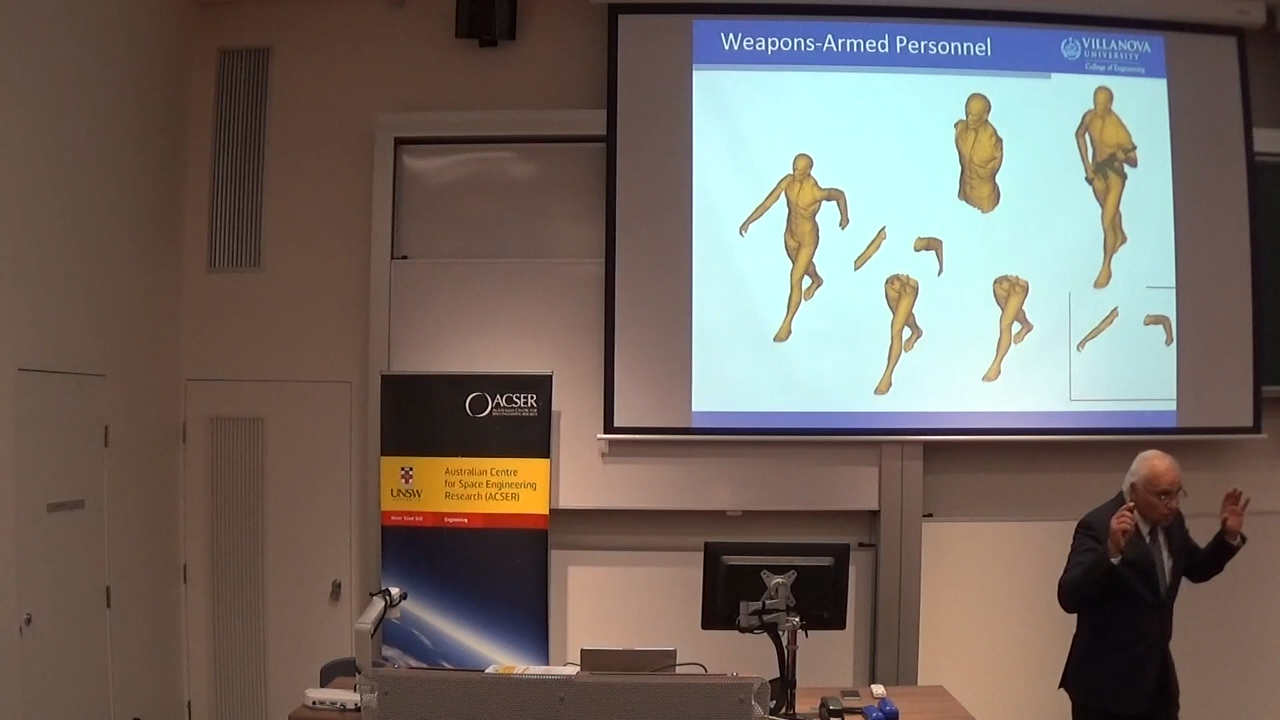 Weapons-Armed Personnel
VILLANOVA
UNIVERSITY
College of Engineering
ACSER
Australian Centre
for Space Engineering
Research (ACSER)
UNSW
Engineering